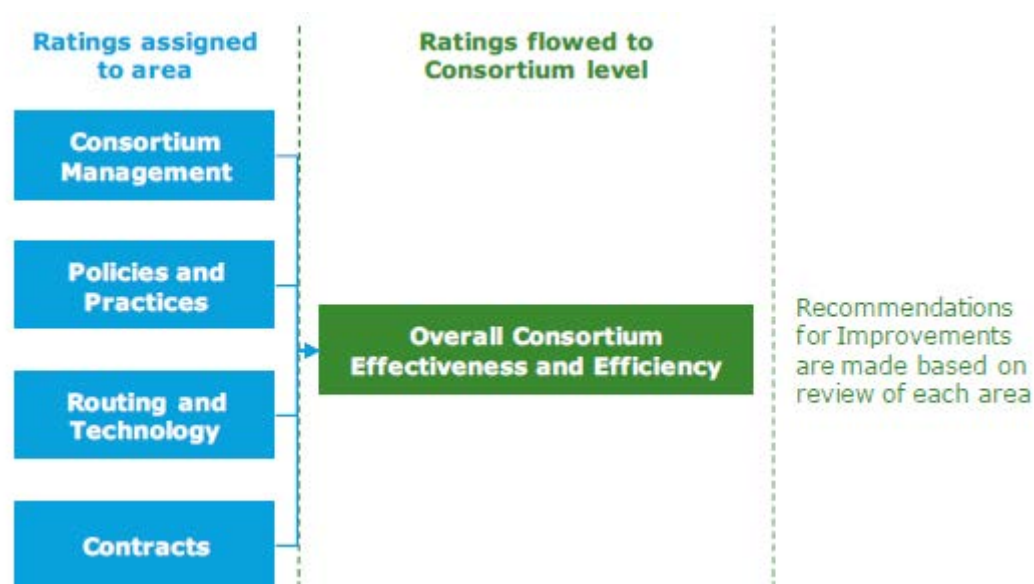 Ratings assigned
to area
Ratings flowed to
Consortium level
Consortium
Management
Policies and
Practices
Routing and
Technology
Contracts
Overall Consortium
Effectiveness and Efficiency
Recommendations
for Improvements
are made based on
review of each area